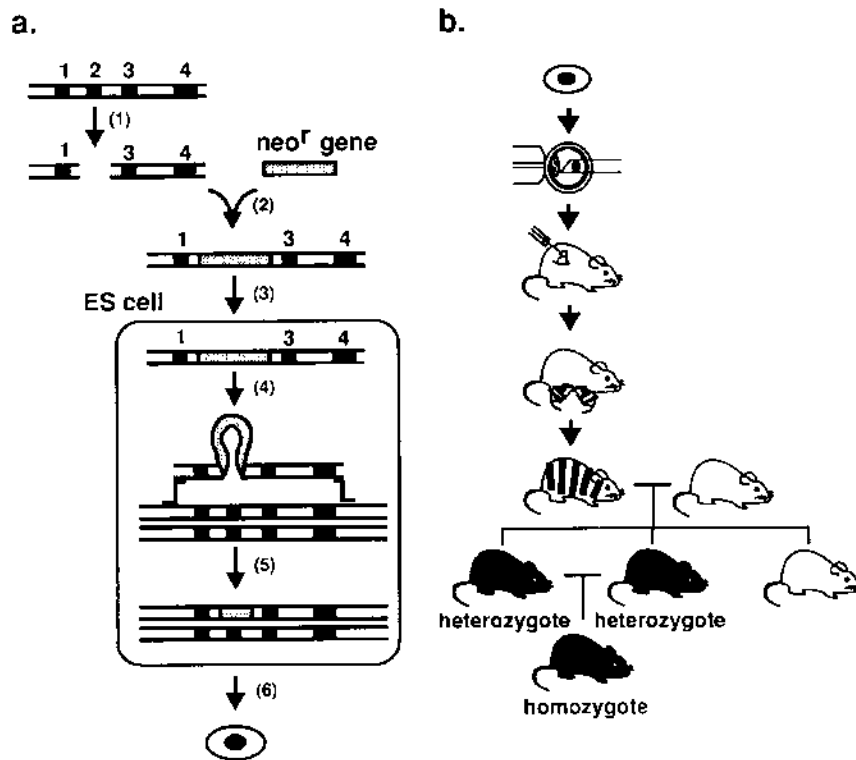 a.
1 2 3 4
(1)
1 3 4
neoʳ gene
(2)
1 3 4
(3)
ES cell
1 3 4
(4)
(5)
(6)
b.
heterozygote heterozygote
homozygote